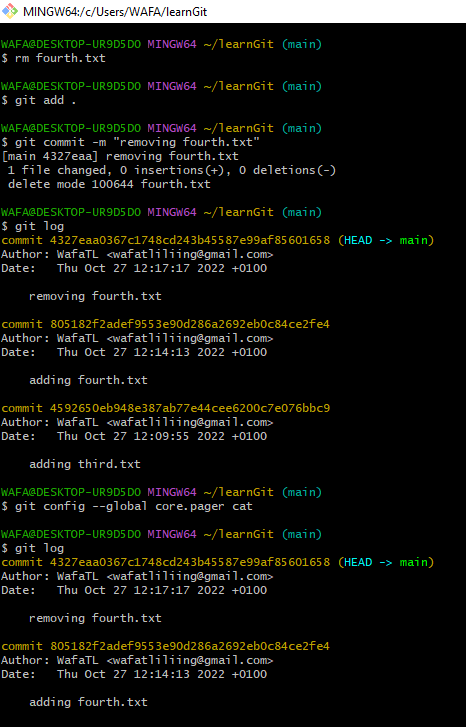 MINGW64:/c/Users/WAFA/learnGit
WAFA@DESKTOP-UR9D5DO MINGW64 ~/learnGit (main)
$ rm fourth.txt
WAFA@DESKTOP-UR9D5DO MINGW64 ~/learnGit (main)
$ git add .
WAFA@DESKTOP-UR9D5DO MINGW64 ~/learnGit (main)
$ git commit -m "removing fourth.txt"
[main 4327eaa] removing fourth.txt
1 file changed, 0 insertions(+), 0 deletions(-)
delete mode 100644 fourth.txt
WAFA@DESKTOP-UR9D5DO MINGW64 ~/learnGit (main)
$ git log
commit 4327eaa0367c1748cd243b45587e99af85601658 (HEAD -> main)
Author: WafaTL <wafatliliing@gmail.com>
Date:   Thu Oct 27 12:17:17 2022 +0100
removing fourth.txt
commit 805182f2adef9553e90d286a2692eb0c84ce2fe4
Author: WafaTL <wafatliliing@gmail.com>
Date:   Thu Oct 27 12:14:13 2022 +0100
adding fourth.txt
commit 4592650eb948e387ab77e44cee6200c7e076bbc9
Author: WafaTL <wafatliliing@gmail.com>
Date:   Thu Oct 27 12:09:55 2022 +0100
adding third.txt
WAFA@DESKTOP-UR9D5DO MINGW64 ~/learnGit (main)
$ git config --global core.pager cat
WAFA@DESKTOP-UR9D5DO MINGW64 ~/learnGit (main)
$ git log
commit 4327eaa0367c1748cd243b45587e99af85601658 (HEAD -> main)
Author: WafaTL <wafatliliing@gmail.com>
Date:   Thu Oct 27 12:17:17 2022 +0100
removing fourth.txt
commit 805182f2adef9553e90d286a2692eb0c84ce2fe4
Author: WafaTL <wafatliliing@gmail.com>
Date:   Thu Oct 27 12:14:13 2022 +0100
adding fourth.txt